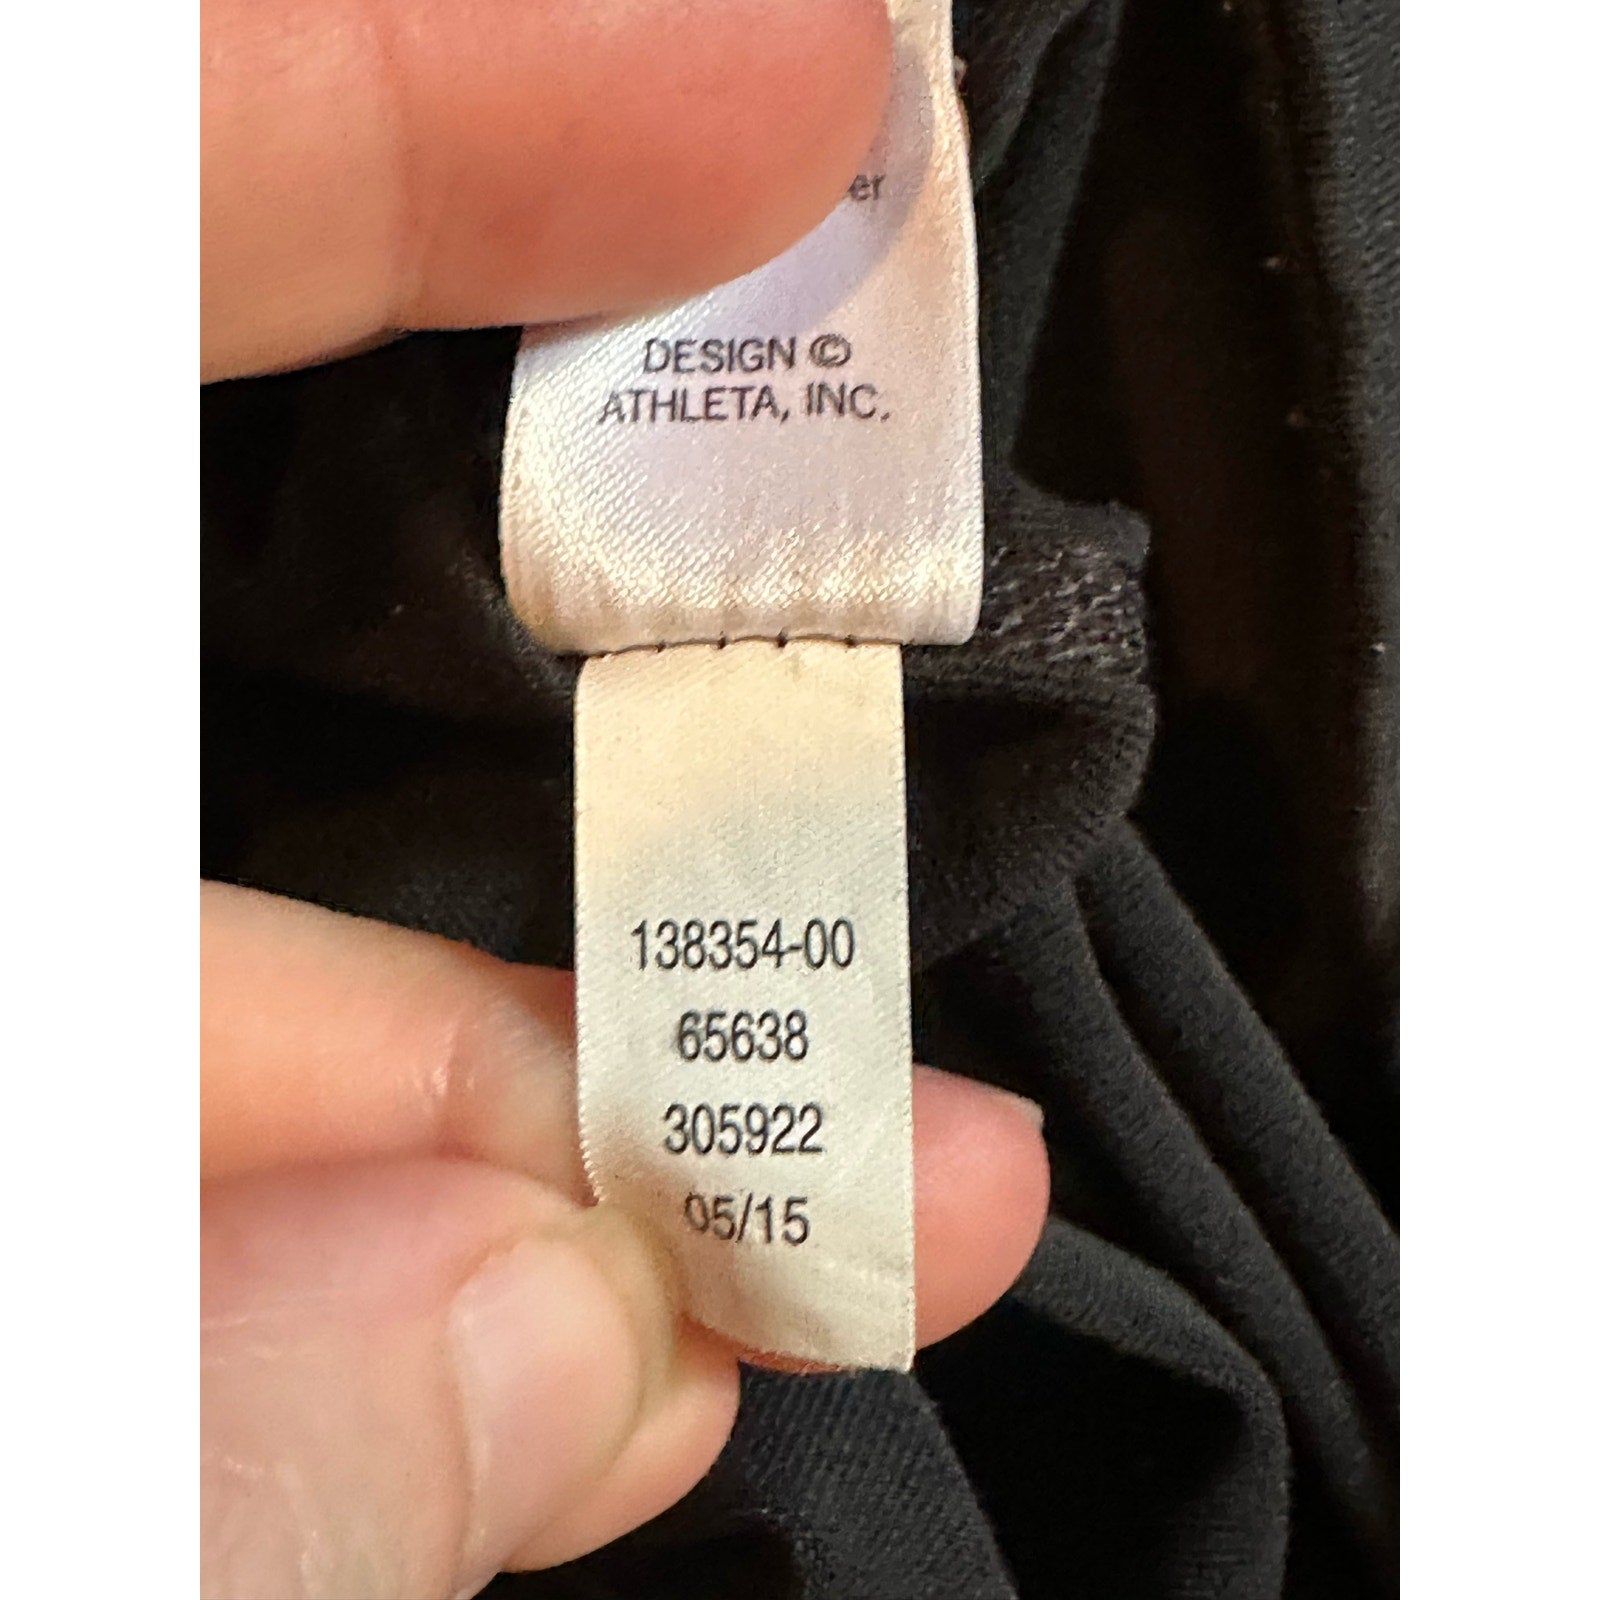 DESIGN ©
ATHLETA, INC.
138354-00
65638
305922
05/15